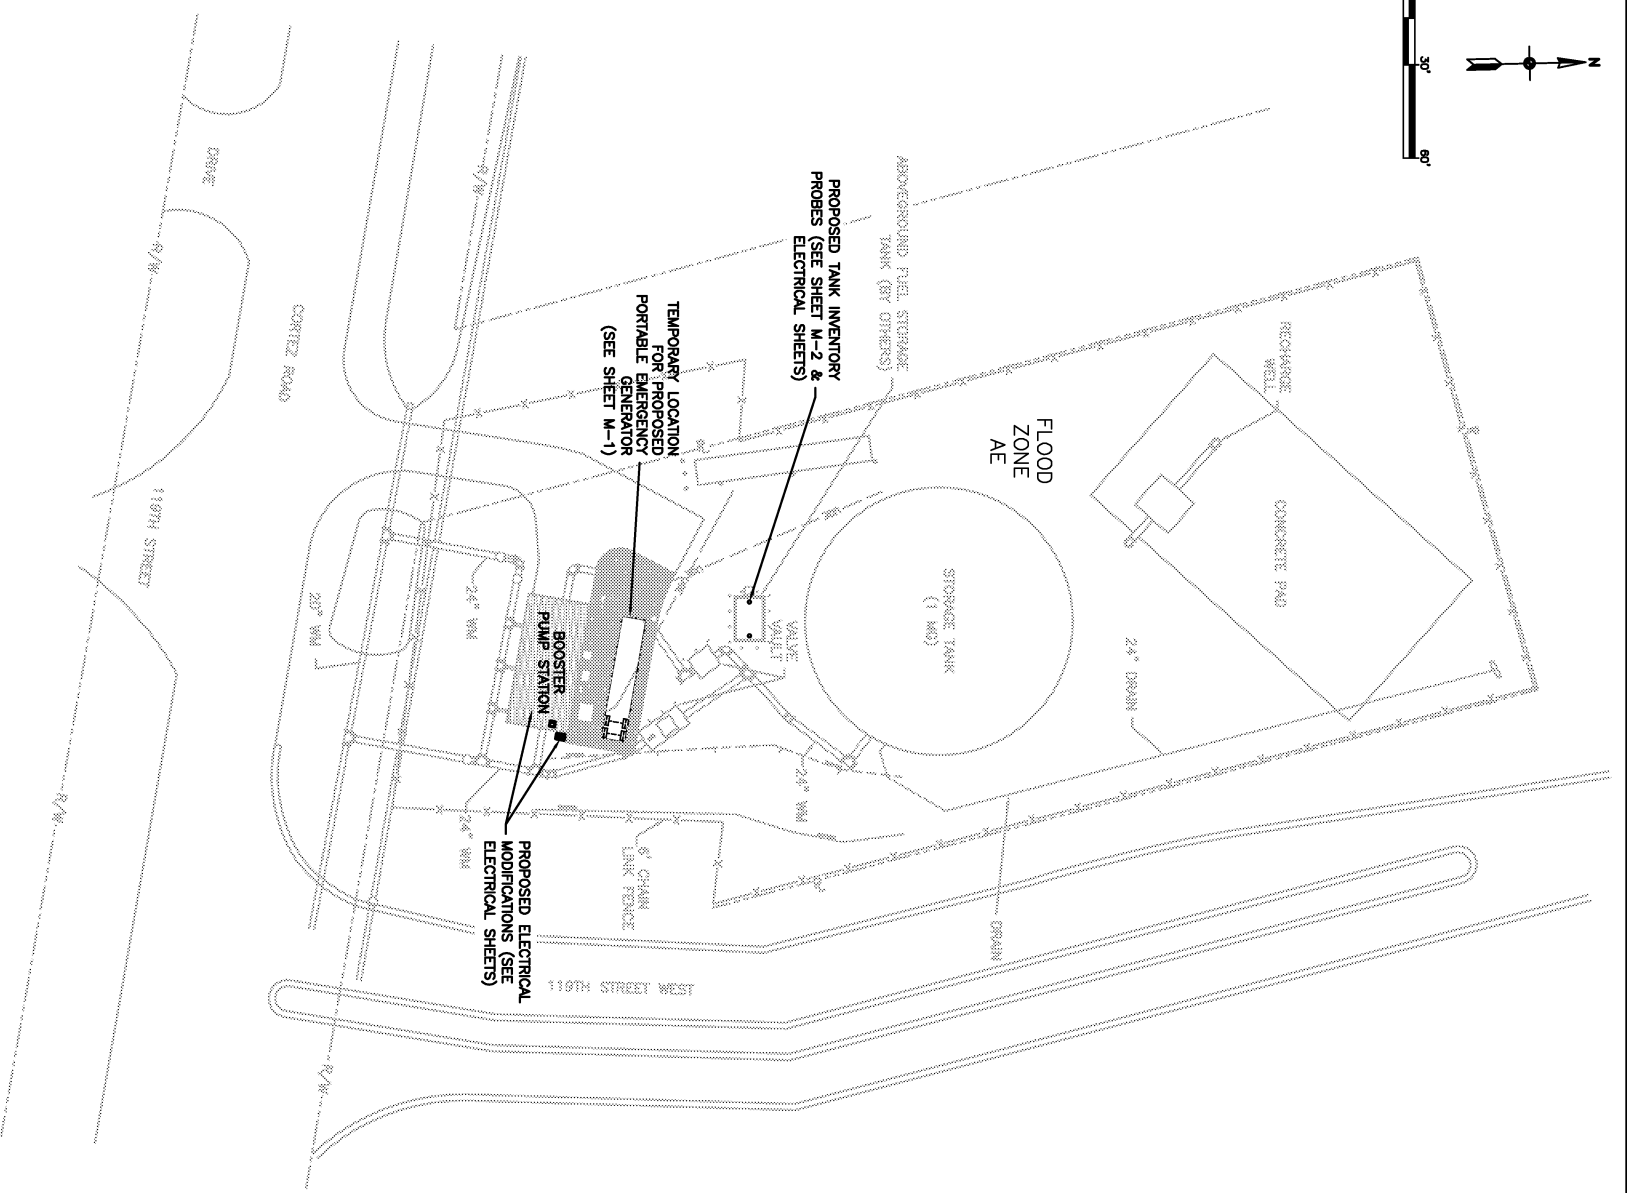 N
30'
60'
PROPOSED TANK INVENTORY
PROBES (SEE SHEET M-2 &
ELECTRICAL SHEETS)
ABOVEGROUND FUEL STORAGE
TANK (BY OTHERS)
TEMPORARY LOCATION
FOR PROPOSED
PORTABLE EMERGENCY
GENERATOR
(SEE SHEET M-1)
RECHARGE
WELL
CONCRETE PAD
FLOOD
ZONE
AE
STORAGE TANK
(1 MG)
24" DRAIN
VALVE
VAULT
24" WM
BOOSTER
PUMP STATION
24" WM
20" WM
24" WM
PROPOSED ELECTRICAL
MODIFICATIONS (SEE
ELECTRICAL SHEETS)
6' CHAIN
LINK FENCE
DRAIN
119TH STREET WEST
R/W
DRIVE
R/W
CORTEZ ROAD
119TH STREET
R/W
R/W